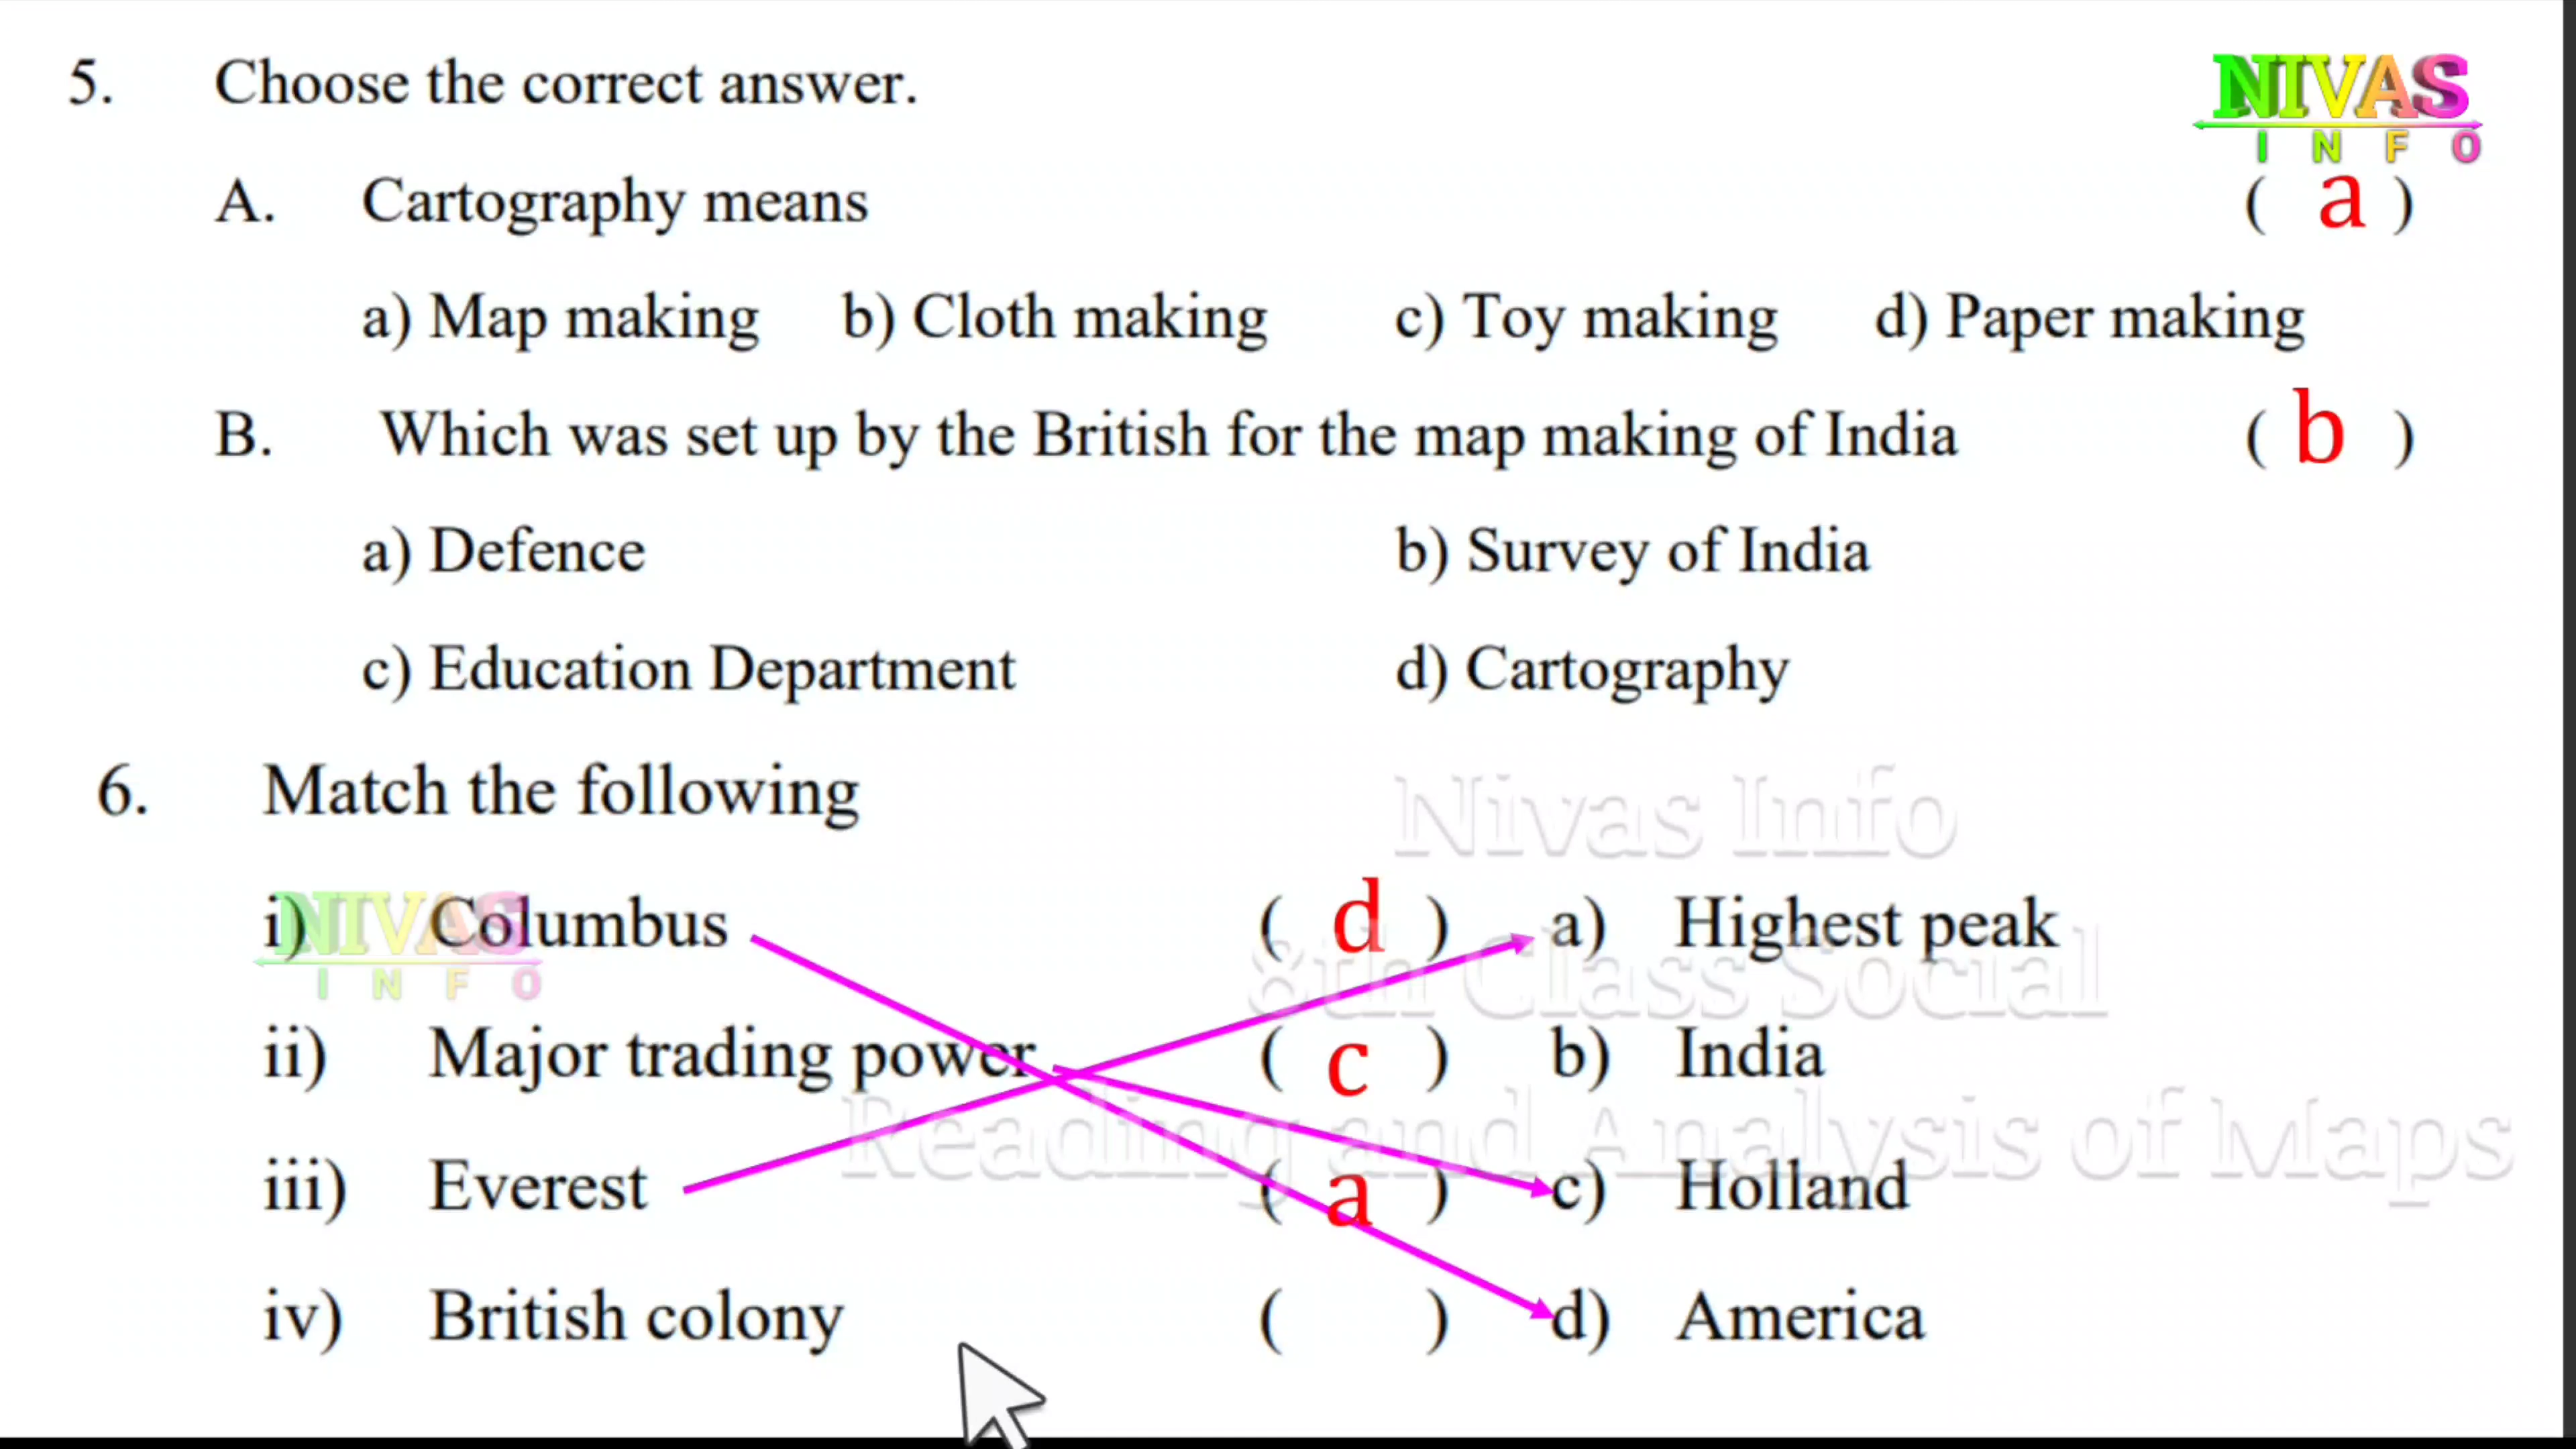 5. Choose the correct answer.
NIVAS
INFO
A. Cartography means ( a )
a) Map making b) Cloth making c) Toy making d) Paper making
B. Which was set up by the British for the map making of India ( b )
a) Defence b) Survey of India
c) Education Department d) Cartography
6. Match the following
Nivas Info
i) Columbus ( d ) a) Highest peak
NIVAS
INFO
8th Class Social
ii) Major trading power ( c ) b) India
Reading and Analysis of Maps
iii) Everest ( a ) c) Holland
iv) British colony ( ) d) America